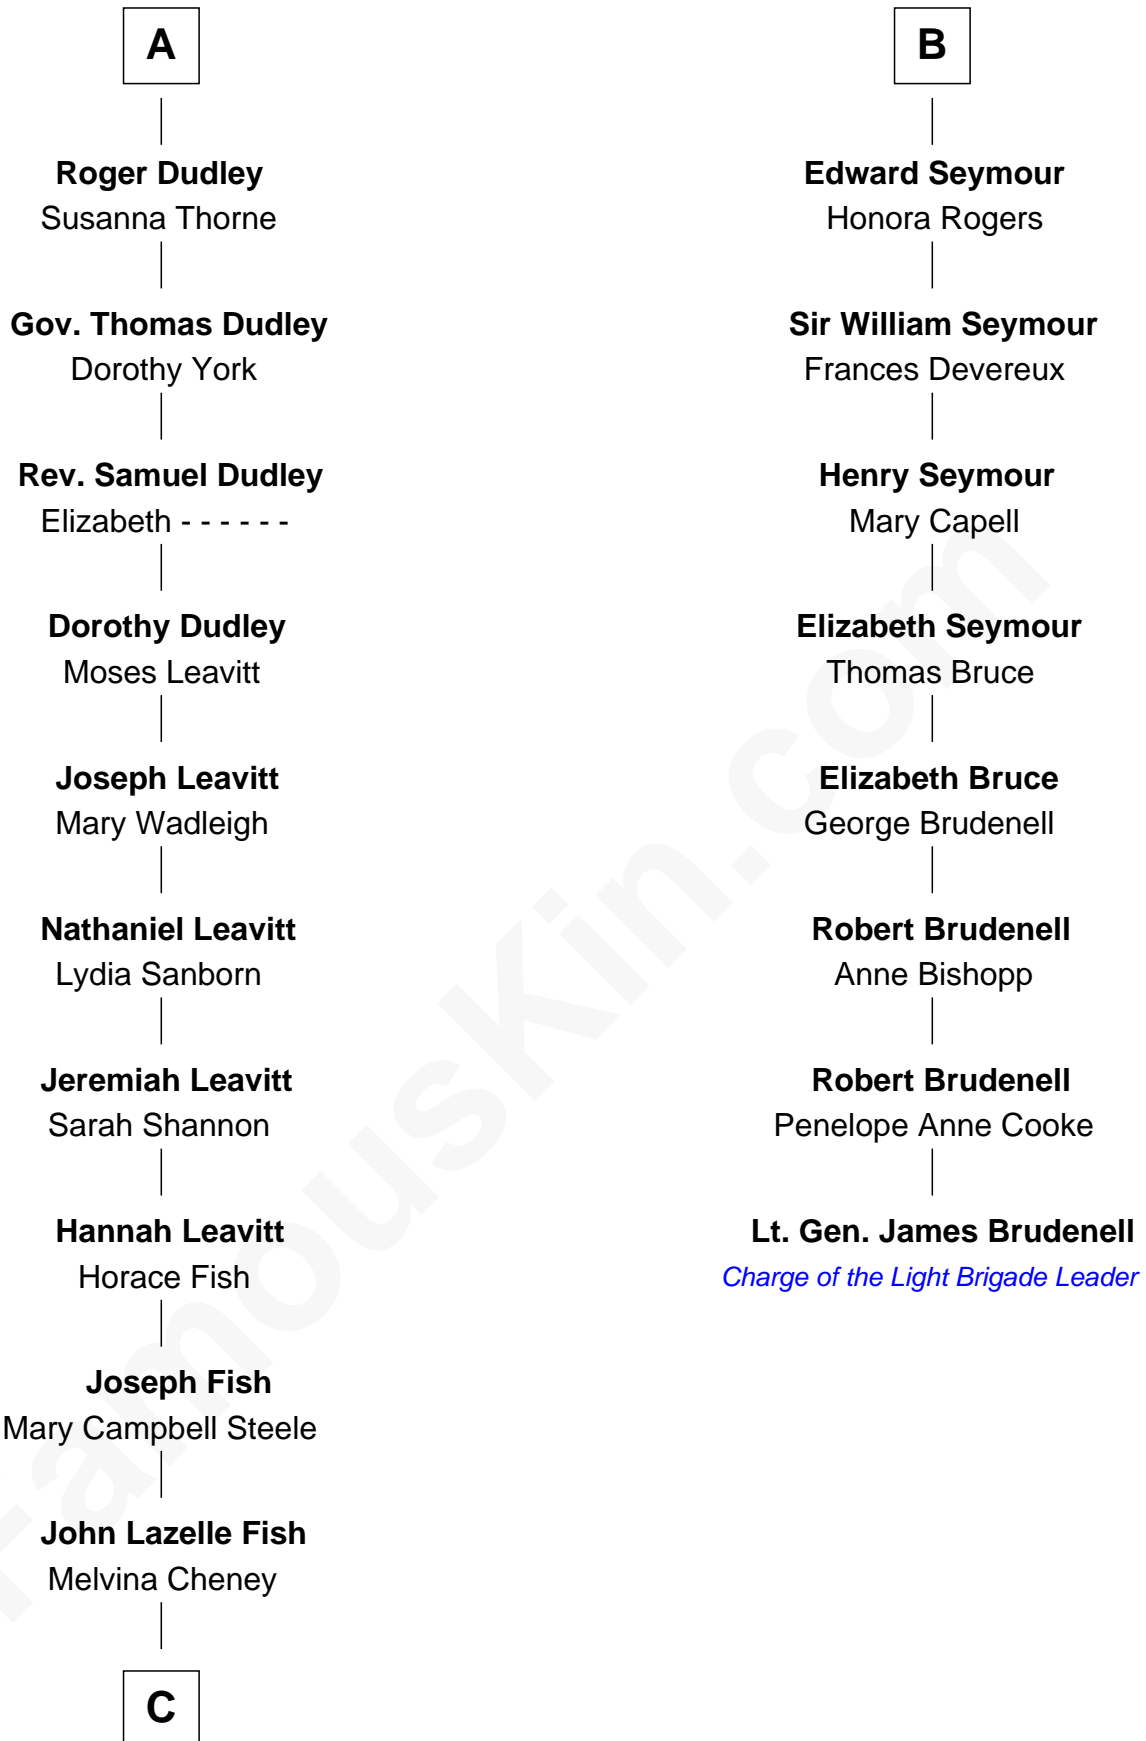 A
Roger Dudley
Susanna Thorne
Gov. Thomas Dudley
Dorothy York
Rev. Samuel Dudley
Elizabeth - - - - - -
Dorothy Dudley
Moses Leavitt
Joseph Leavitt
Mary Wadleigh
Nathaniel Leavitt
Lydia Sanborn
Jeremiah Leavitt
Sarah Shannon
Hannah Leavitt
Horace Fish
Joseph Fish
Mary Campbell Steele
John Lazelle Fish
Melvina Cheney
C
B
Edward Seymour
Honora Rogers
Sir William Seymour
Frances Devereux
Henry Seymour
Mary Capell
Elizabeth Seymour
Thomas Bruce
Elizabeth Bruce
George Brudenell
Robert Brudenell
Anne Bishopp
Robert Brudenell
Penelope Anne Cooke
Lt. Gen. James Brudenell
Charge of the Light Brigade Leader
FamousKin.com